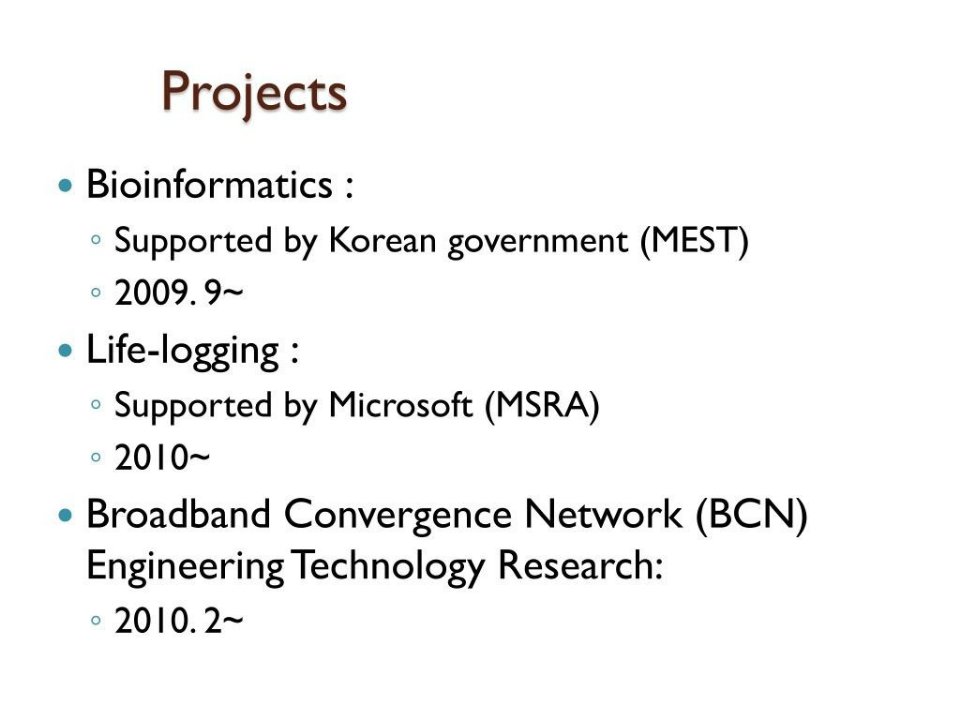 Projects
• Bioinformatics :
◦ Supported by Korean government (MEST)
◦ 2009. 9~
• Life-logging :
◦ Supported by Microsoft (MSRA)
◦ 2010~
• Broadband Convergence Network (BCN)
Engineering Technology Research:
◦ 2010. 2~